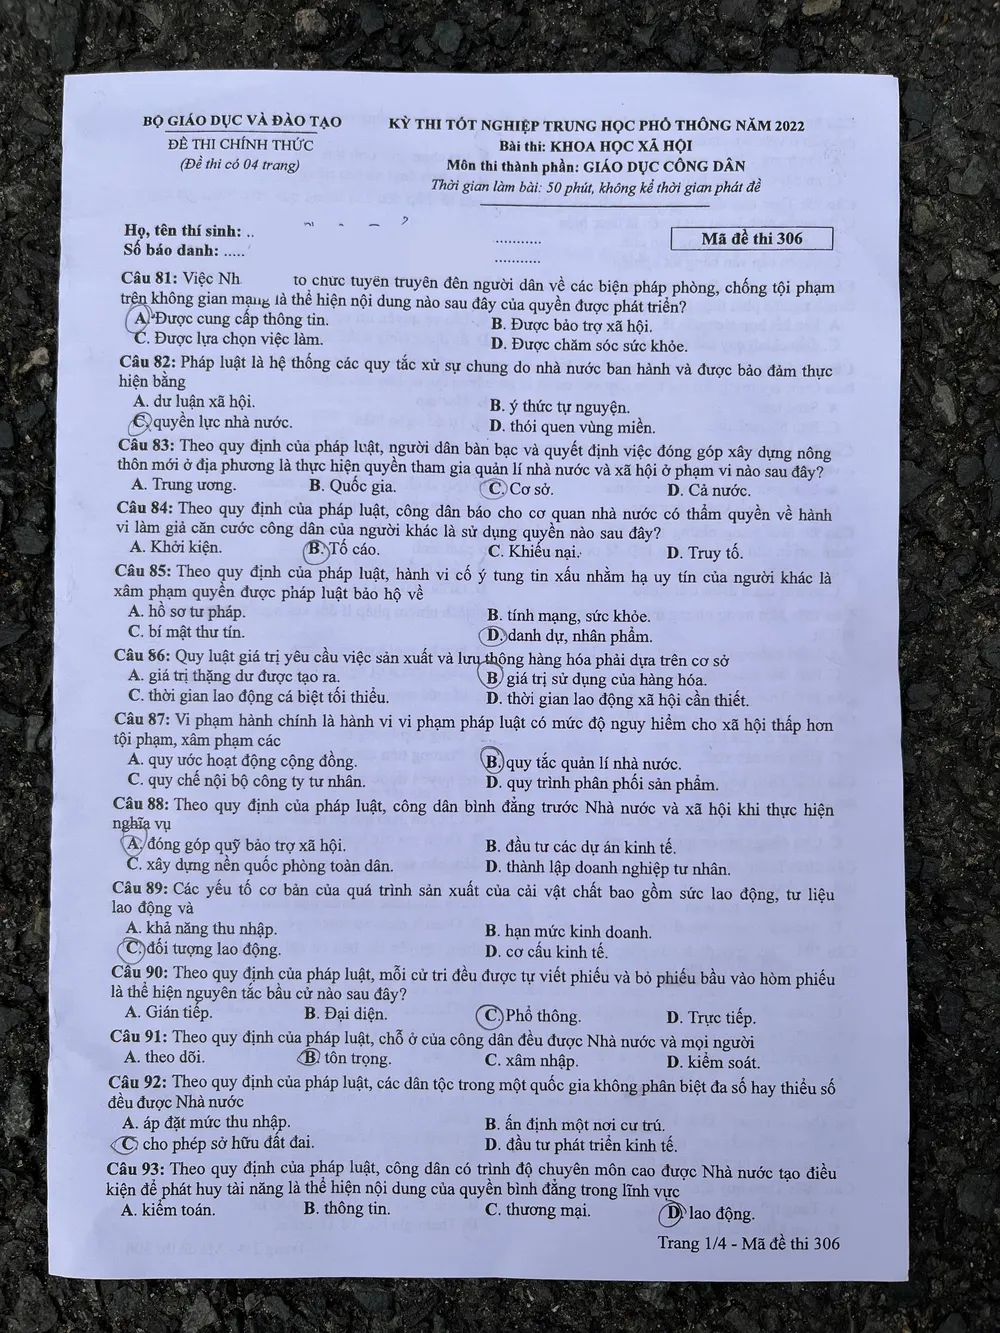 BỘ GIÁO DỤC VÀ ĐÀO TẠO
ĐỀ THI CHÍNH THỨC
(Đề thi có 04 trang)
KỲ THI TỐT NGHIỆP TRUNG HỌC PHỔ THÔNG NĂM 2022
Bài thi: KHOA HỌC XÃ HỘI
Môn thi thành phần: GIÁO DỤC CÔNG DÂN
Thời gian làm bài: 50 phút, không kể thời gian phát đề
Họ, tên thí sinh: ..
Số báo danh: .....
Mã đề thi 306
Câu 81: Việc Nh tổ chức tuyên truyền đến người dân về các biện pháp phòng, chống tội phạm
trên không gian mạng là thể hiện nội dung nào sau đây của quyền được phát triển?
A. Được cung cấp thông tin. B. Được bảo trợ xã hội.
C. Được lựa chọn việc làm. D. Được chăm sóc sức khỏe.
Câu 82: Pháp luật là hệ thống các quy tắc xử sự chung do nhà nước ban hành và được bảo đảm thực
hiện bằng
A. dư luận xã hội. B. ý thức tự nguyện.
C. quyền lực nhà nước. D. thói quen vùng miền.
Câu 83: Theo quy định của pháp luật, người dân bàn bạc và quyết định việc đóng góp xây dựng nông
thôn mới ở địa phương là thực hiện quyền tham gia quản lí nhà nước và xã hội ở phạm vi nào sau đây?
A. Trung ương. B. Quốc gia. C. Cơ sở. D. Cả nước.
Câu 84: Theo quy định của pháp luật, công dân báo cho cơ quan nhà nước có thẩm quyền về hành
vi làm giả căn cước công dân của người khác là sử dụng quyền nào sau đây?
A. Khởi kiện. B. Tố cáo. C. Khiếu nại. D. Truy tố.
Câu 85: Theo quy định của pháp luật, hành vi cố ý tung tin xấu nhằm hạ uy tín của người khác là
xâm phạm quyền được pháp luật bảo hộ về
A. hồ sơ tư pháp. B. tính mạng, sức khỏe.
C. bí mật thư tín. D. danh dự, nhân phẩm.
Câu 86: Quy luật giá trị yêu cầu việc sản xuất và lưu thông hàng hóa phải dựa trên cơ sở
A. giá trị thặng dư được tạo ra. B. giá trị sử dụng của hàng hóa.
C. thời gian lao động cá biệt tối thiểu. D. thời gian lao động xã hội cần thiết.
Câu 87: Vi phạm hành chính là hành vi vi phạm pháp luật có mức độ nguy hiểm cho xã hội thấp hơn
tội phạm, xâm phạm các
A. quy ước hoạt động cộng đồng. B. quy tắc quản lí nhà nước.
C. quy chế nội bộ công ty tư nhân. D. quy trình phân phối sản phẩm.
Câu 88: Theo quy định của pháp luật, công dân bình đẳng trước Nhà nước và xã hội khi thực hiện
nghĩa vụ
A. đóng góp quỹ bảo trợ xã hội. B. đầu tư các dự án kinh tế.
C. xây dựng nền quốc phòng toàn dân. D. thành lập doanh nghiệp tư nhân.
Câu 89: Các yếu tố cơ bản của quá trình sản xuất của cải vật chất bao gồm sức lao động, tư liệu
lao động và
A. khả năng thu nhập. B. hạn mức kinh doanh.
C. đối tượng lao động. D. cơ cấu kinh tế.
Câu 90: Theo quy định của pháp luật, mỗi cử tri đều được tự viết phiếu và bỏ phiếu bầu vào hòm phiếu
là thể hiện nguyên tắc bầu cử nào sau đây?
A. Gián tiếp. B. Đại diện. C. Phổ thông. D. Trực tiếp.
Câu 91: Theo quy định của pháp luật, chỗ ở của công dân đều được Nhà nước và mọi người
A. theo dõi. B. tôn trọng. C. xâm nhập. D. kiểm soát.
Câu 92: Theo quy định của pháp luật, các dân tộc trong một quốc gia không phân biệt đa số hay thiểu số
đều được Nhà nước
A. áp đặt mức thu nhập. B. ấn định một nơi cư trú.
C. cho phép sở hữu đất đai. D. đầu tư phát triển kinh tế.
Câu 93: Theo quy định của pháp luật, công dân có trình độ chuyên môn cao được Nhà nước tạo điều
kiện để phát huy tài năng là thể hiện nội dung của quyền bình đẳng trong lĩnh vực
A. kiểm toán. B. thông tin. C. thương mại. D. lao động.
Trang 1/4 - Mã đề thi 306